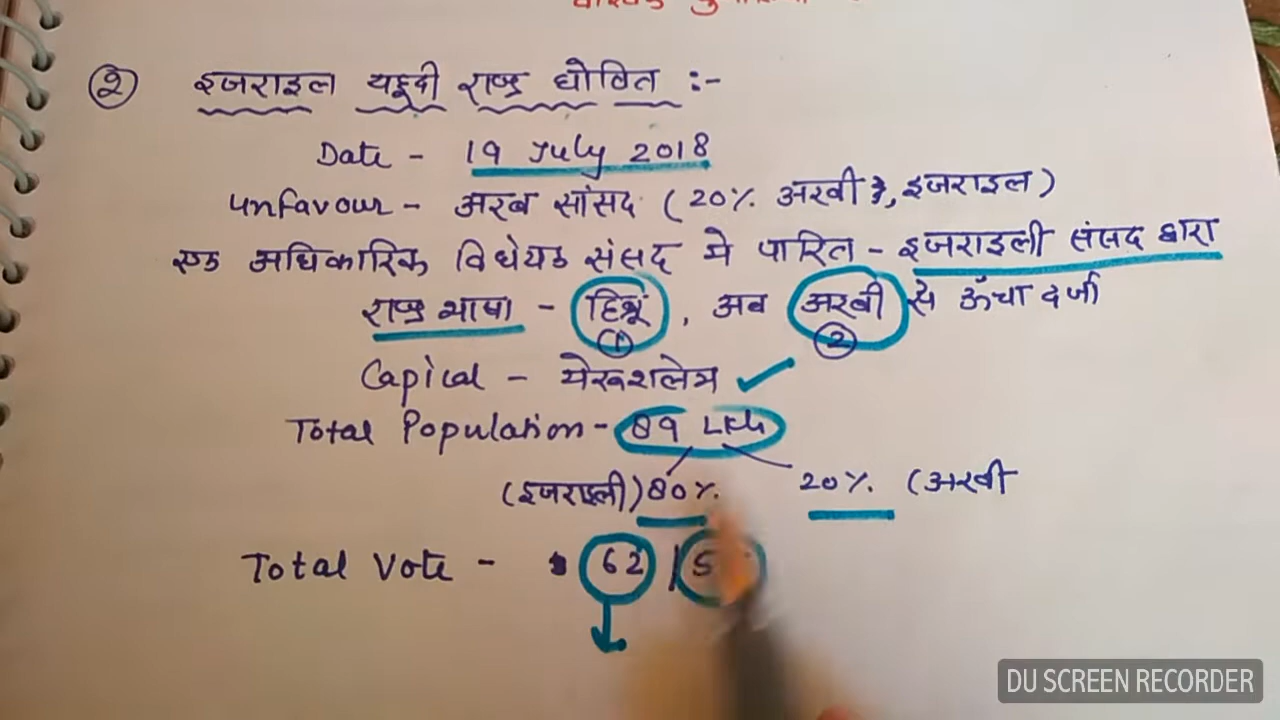 ② इजराइल यहूदी राष्ट्र घोषित :-
Date - 19 July 2018
Unfavour - अरब सांसद (20% अरबी है, इजराइल)
एक अधिकारिक विधेयक संसद मे पारित - इजराइली संसद द्वारा
राष्ट्र भाषा - हिब्रू , अब अरबी से ऊँचा दर्जा
① ②
Capital - येरूशलेम ✓
Total Population - 89 Lkh
(इजराइली) 80% 20% (अरबी
Total Vote - 62 |
DU SCREEN RECORDER